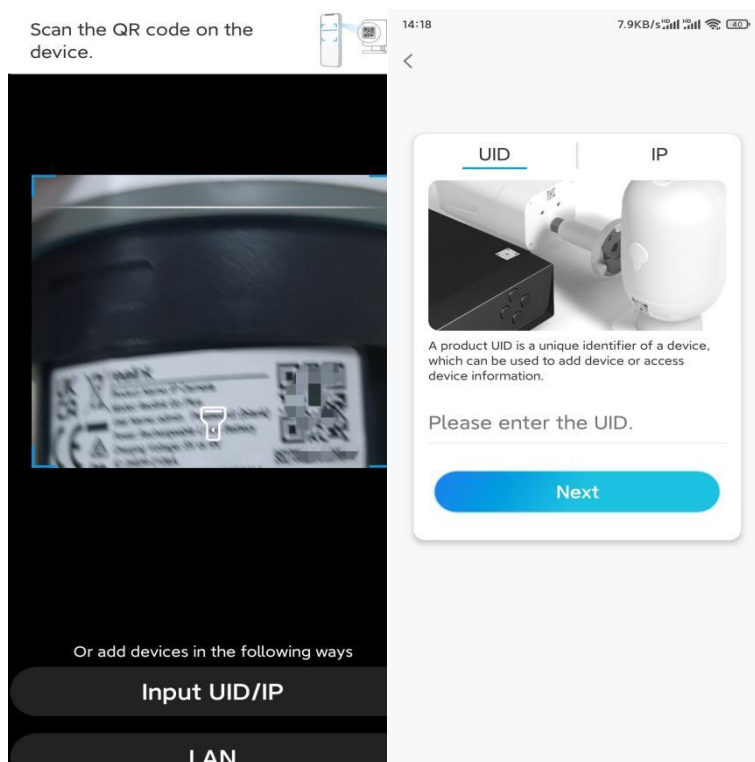 Scan the QR code on the
device.
Or add devices in the following ways
Input UID/IP
LAN
14:18
7.9KB/s HD HD 40
UID
IP
A product UID is a unique identifier of a device,
which can be used to add device or access
device information.
Please enter the UID.
Next